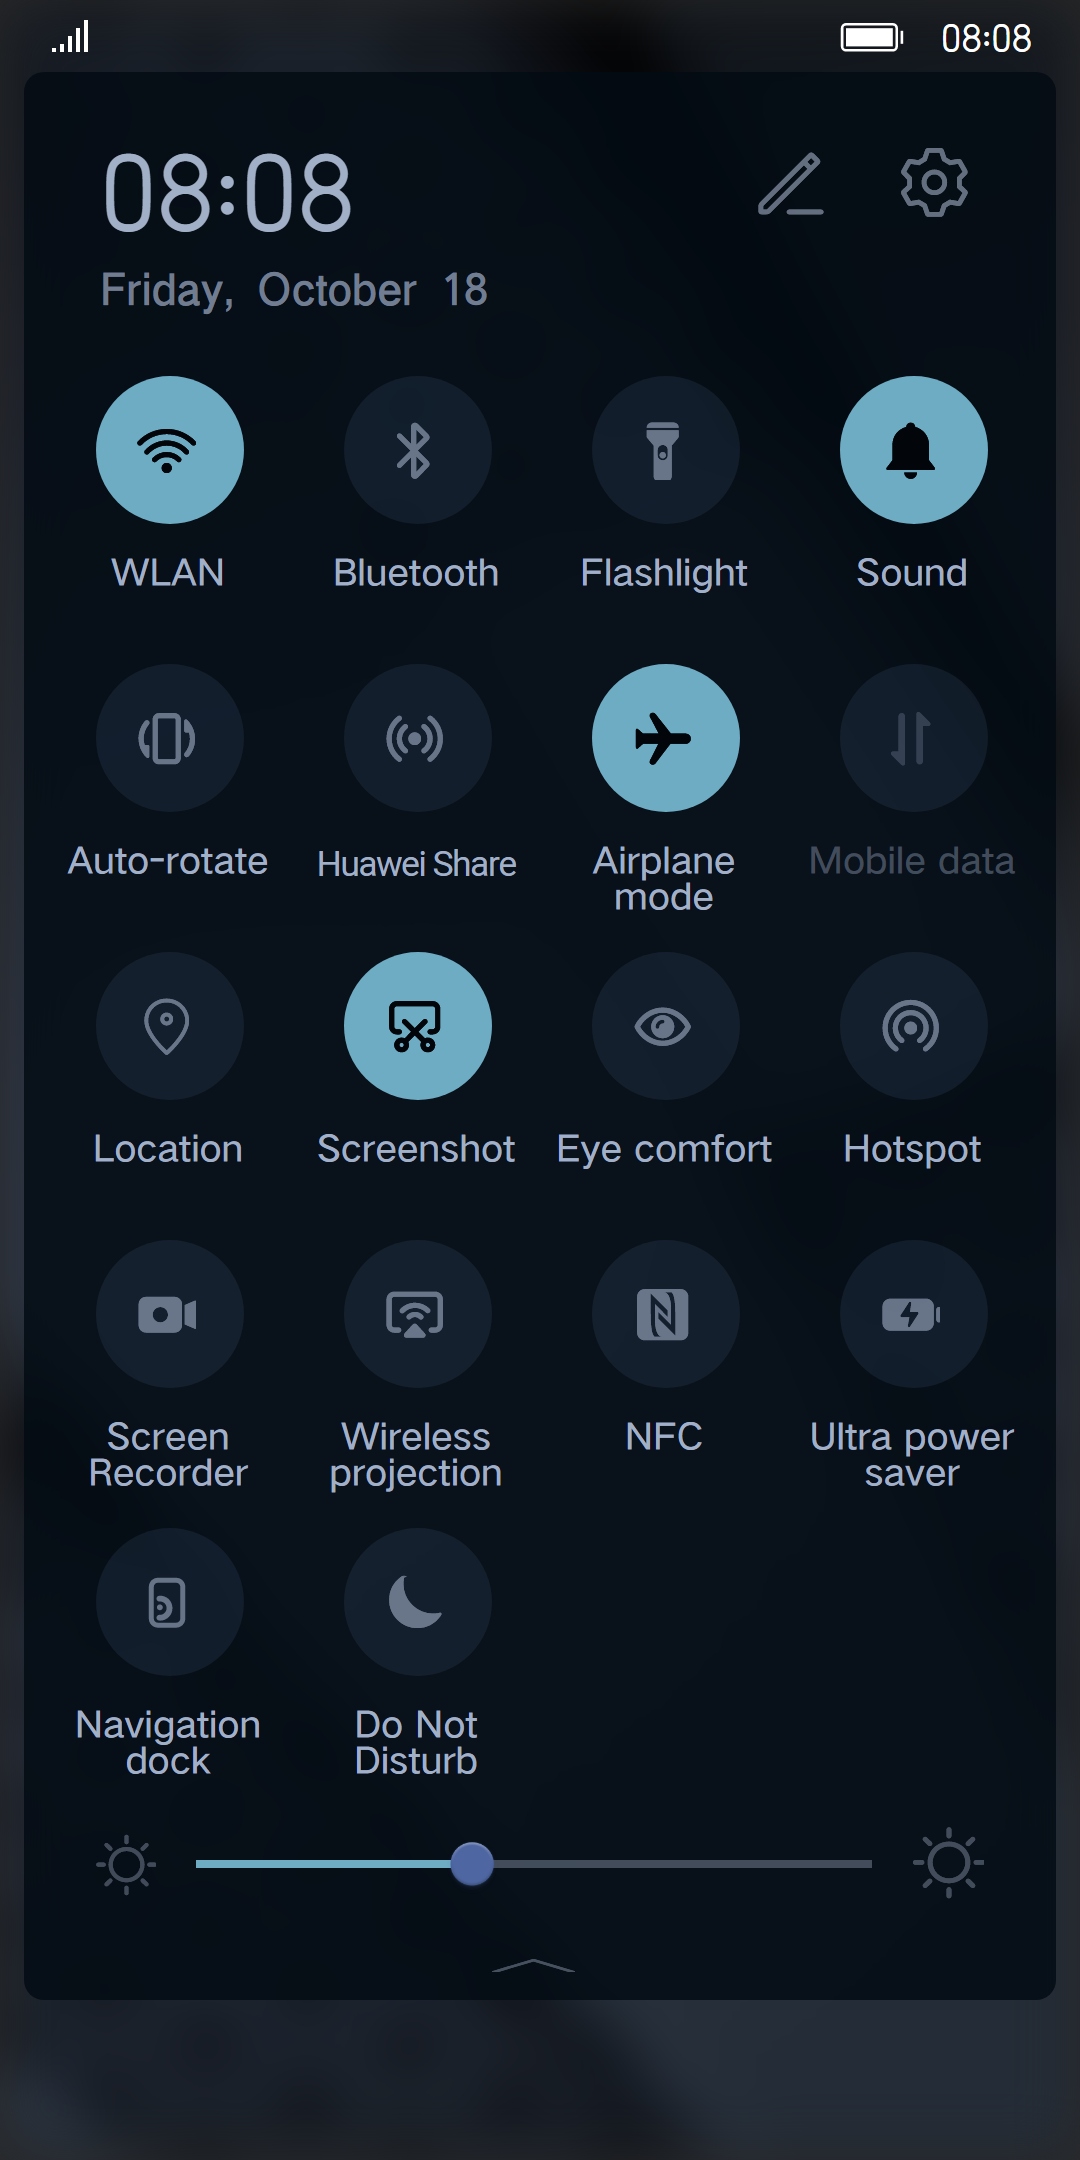 08:08
08:08
Friday, October 18
WLAN
Bluetooth
Flashlight
Sound
Auto-rotate
Huawei Share
Airplane
mode
Mobile data
Location
Screenshot
Eye comfort
Hotspot
Screen
Recorder
Wireless
projection
NFC
Ultra power
saver
Navigation
dock
Do Not
Disturb